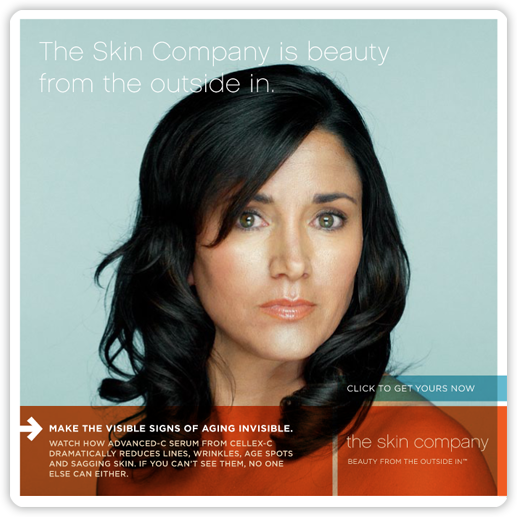 The Skin Company is beauty
from the outside in.
CLICK TO GET YOURS NOW
MAKE THE VISIBLE SIGNS OF AGING INVISIBLE.
WATCH HOW ADVANCED-C SERUM FROM CELLEX-C
DRAMATICALLY REDUCES LINES, WRINKLES, AGE SPOTS
AND SAGGING SKIN. IF YOU CAN'T SEE THEM, NO ONE
ELSE CAN EITHER.
the skin company
BEAUTY FROM THE OUTSIDE IN™